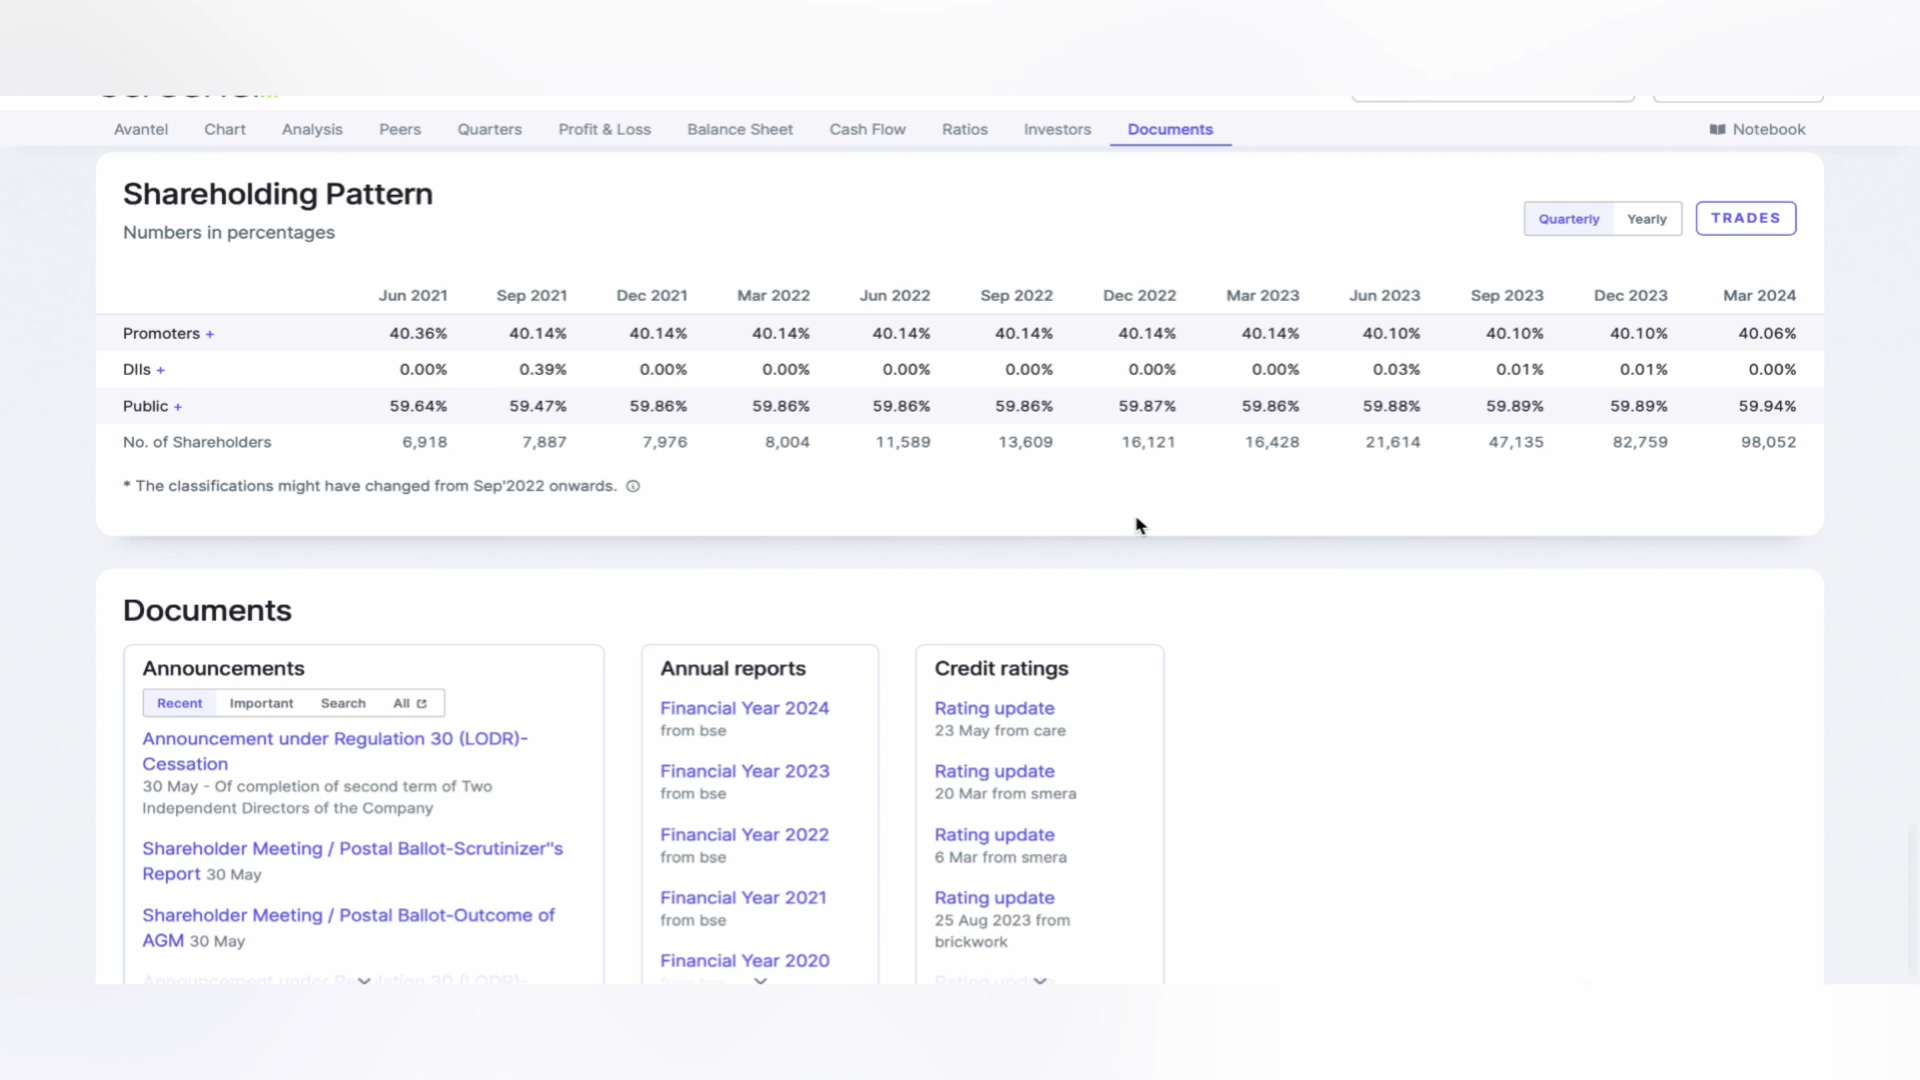 Avantel Chart Analysis Peers Quarters Profit & Loss Balance Sheet Cash Flow Ratios Investors Documents Notebook
Shareholding Pattern
Numbers in percentages
Quarterly Yearly TRADES
Jun 2021 Sep 2021 Dec 2021 Mar 2022 Jun 2022 Sep 2022 Dec 2022 Mar 2023 Jun 2023 Sep 2023 Dec 2023 Mar 2024
Promoters + 40.36% 40.14% 40.14% 40.14% 40.14% 40.14% 40.14% 40.14% 40.10% 40.10% 40.10% 40.06%
DIIs + 0.00% 0.39% 0.00% 0.00% 0.00% 0.00% 0.00% 0.00% 0.03% 0.01% 0.01% 0.00%
Public + 59.64% 59.47% 59.86% 59.86% 59.86% 59.86% 59.87% 59.86% 59.88% 59.89% 59.89% 59.94%
No. of Shareholders 6,918 7,887 7,976 8,004 11,589 13,609 16,121 16,428 21,614 47,135 82,759 98,052
* The classifications might have changed from Sep'2022 onwards.
Documents
Announcements
Recent Important Search All
Announcement under Regulation 30 (LODR)-
Cessation
30 May - Of completion of second term of Two
Independent Directors of the Company
Shareholder Meeting / Postal Ballot-Scrutinizer"s
Report 30 May
Shareholder Meeting / Postal Ballot-Outcome of
AGM 30 May
Announcement under Regulation 30 (LODR)-
Annual reports
Financial Year 2024
from bse
Financial Year 2023
from bse
Financial Year 2022
from bse
Financial Year 2021
from bse
Financial Year 2020
from bse
Credit ratings
Rating update
23 May from care
Rating update
20 Mar from smera
Rating update
6 Mar from smera
Rating update
25 Aug 2023 from
brickwork
Rating update